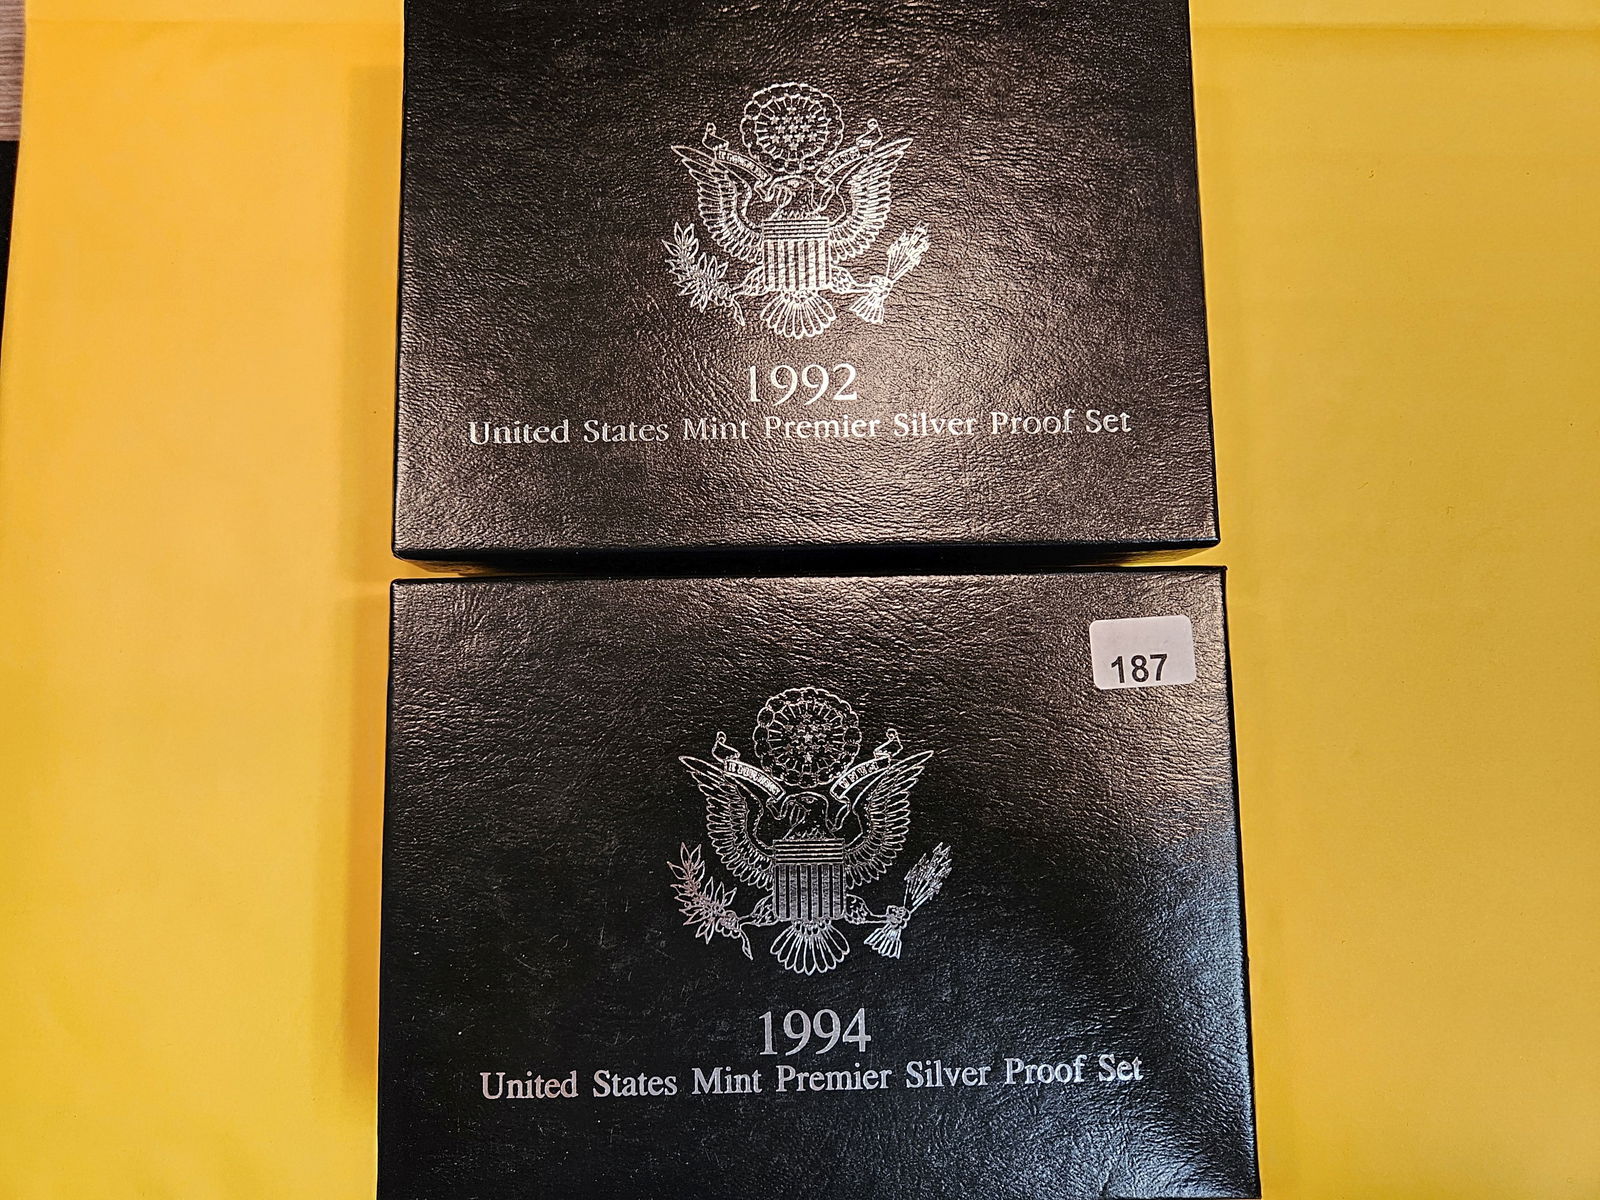 1992
United States Mint Premier Silver Proof Set
187
1994
United States Mint Premier Silver Proof Set